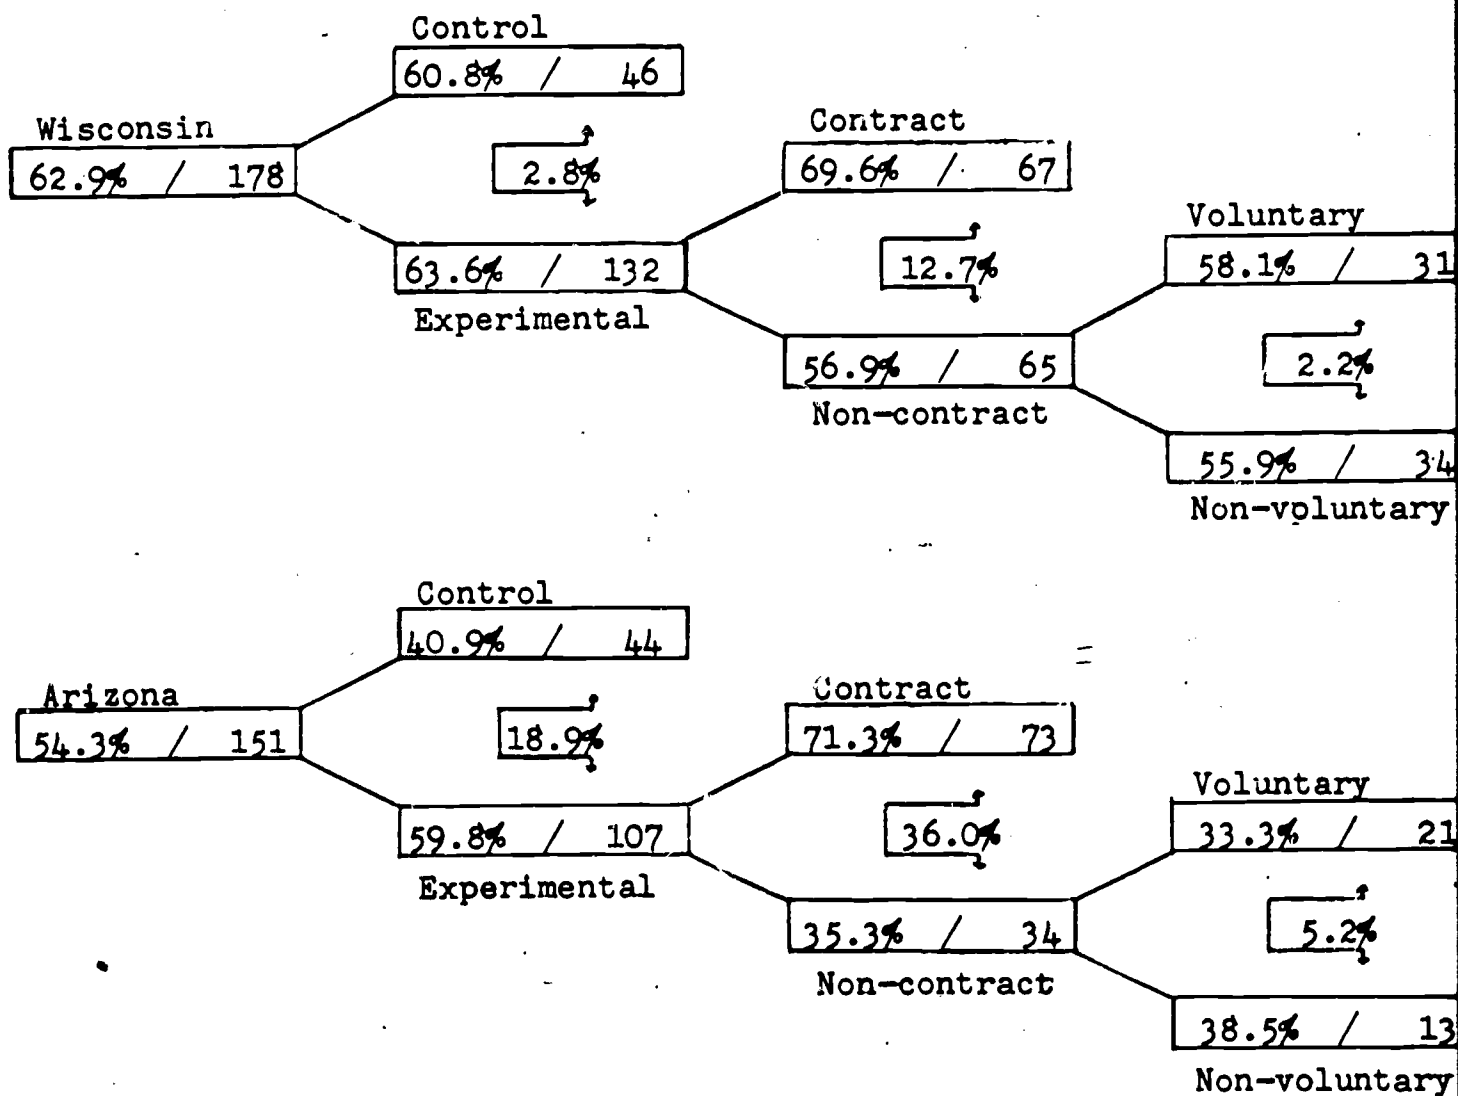 Control
60.8% / 46
Wisconsin
62.9% / 178
2.8%
Contract
69.6% / 67
63.6% / 132
Experimental
12.7%
Voluntary
58.1% / 31
56.9% / 65
Non-contract
2.2%
55.9% / 34
Non-voluntary
Control
40.9% / 44
Arizona
54.3% / 151
18.9%
Contract
71.3% / 73
59.8% / 107
Experimental
36.0%
Voluntary
33.3% / 21
35.3% / 34
Non-contract
5.2%
38.5% / 13
Non-voluntary